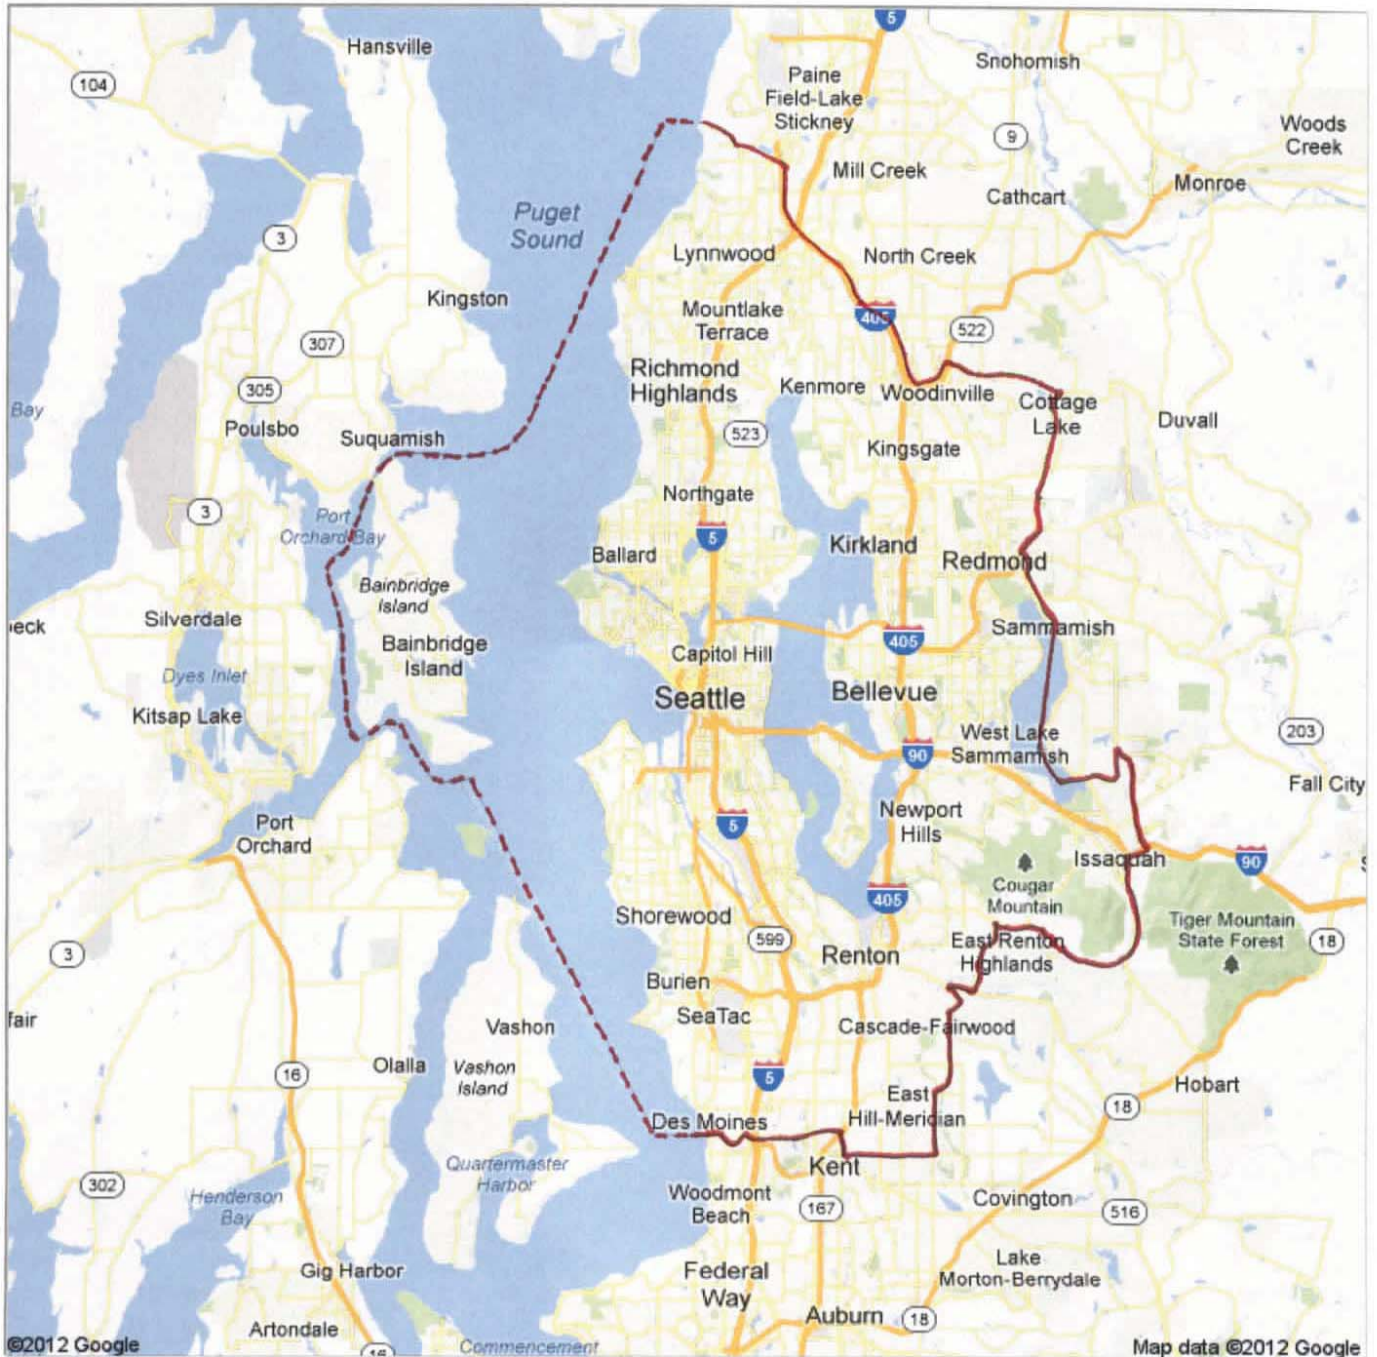 Hansville
5
Snohomish
104
Paine
Field-Lake
Stickney
9
Woods
Creek
Mill Creek
Monroe
Cathcart
Puget
Sound
3
Lynnwood
North Creek
Kingston
Mountlake
Terrace
405
522
307
Richmond
Highlands
Kenmore
Woodinville
305
Cottage
Lake
Bay
Poulsbo
Suquamish
523
Duvall
Kingsgate
Northgate
3
Port
Orchard Bay
5
Ballard
Kirkland
Redmond
Bainbridge
Island
Silverdale
eck
Sammamish
Bainbridge
Island
405
Capitol Hill
Dyes Inlet
Seattle
Bellevue
Kitsap Lake
West Lake
Sammamish
203
90
Fall City
Newport
Hills
Port
Orchard
5
Issaquah
90
S
Cougar
Mountain
405
Shorewood
599
Tiger Mountain
State Forest
18
3
Renton
East Renton
Highlands
Burien
SeaTac
fair
Vashon
Cascade-Fairwood
Olalla
Vashon
Island
16
5
Hobart
East
Hill-Meridian
18
Des Moines
Quartermaster
Harbor
Kent
302
Henderson
Bay
Woodmont
Beach
167
Covington
516
Gig Harbor
Federal
Way
Lake
Morton-Berrydale
Auburn
18
Artondale
16
Commencement
©2012 Google
Map data ©2012 Google